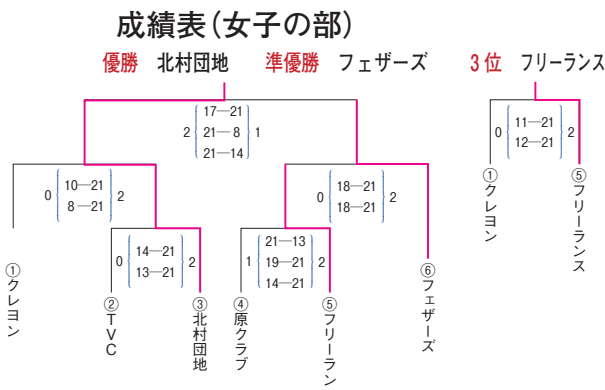 成績表(女子の部)
優勝 北村団地 準優勝 フェザーズ 3位 フリーランス
2 17―21 1
21― 8
21―14
0 11―21 2
12―21
0 10―21 2
8 ―21
0 18―21 2
18―21
0 14―21 2
13―21
1 21―13 2
19―21
14―21
①クレヨン
②TVC
③北村団地
④原クラブ
⑤フリーラン
⑥フェザーズ
①クレヨン
⑤フリーランス